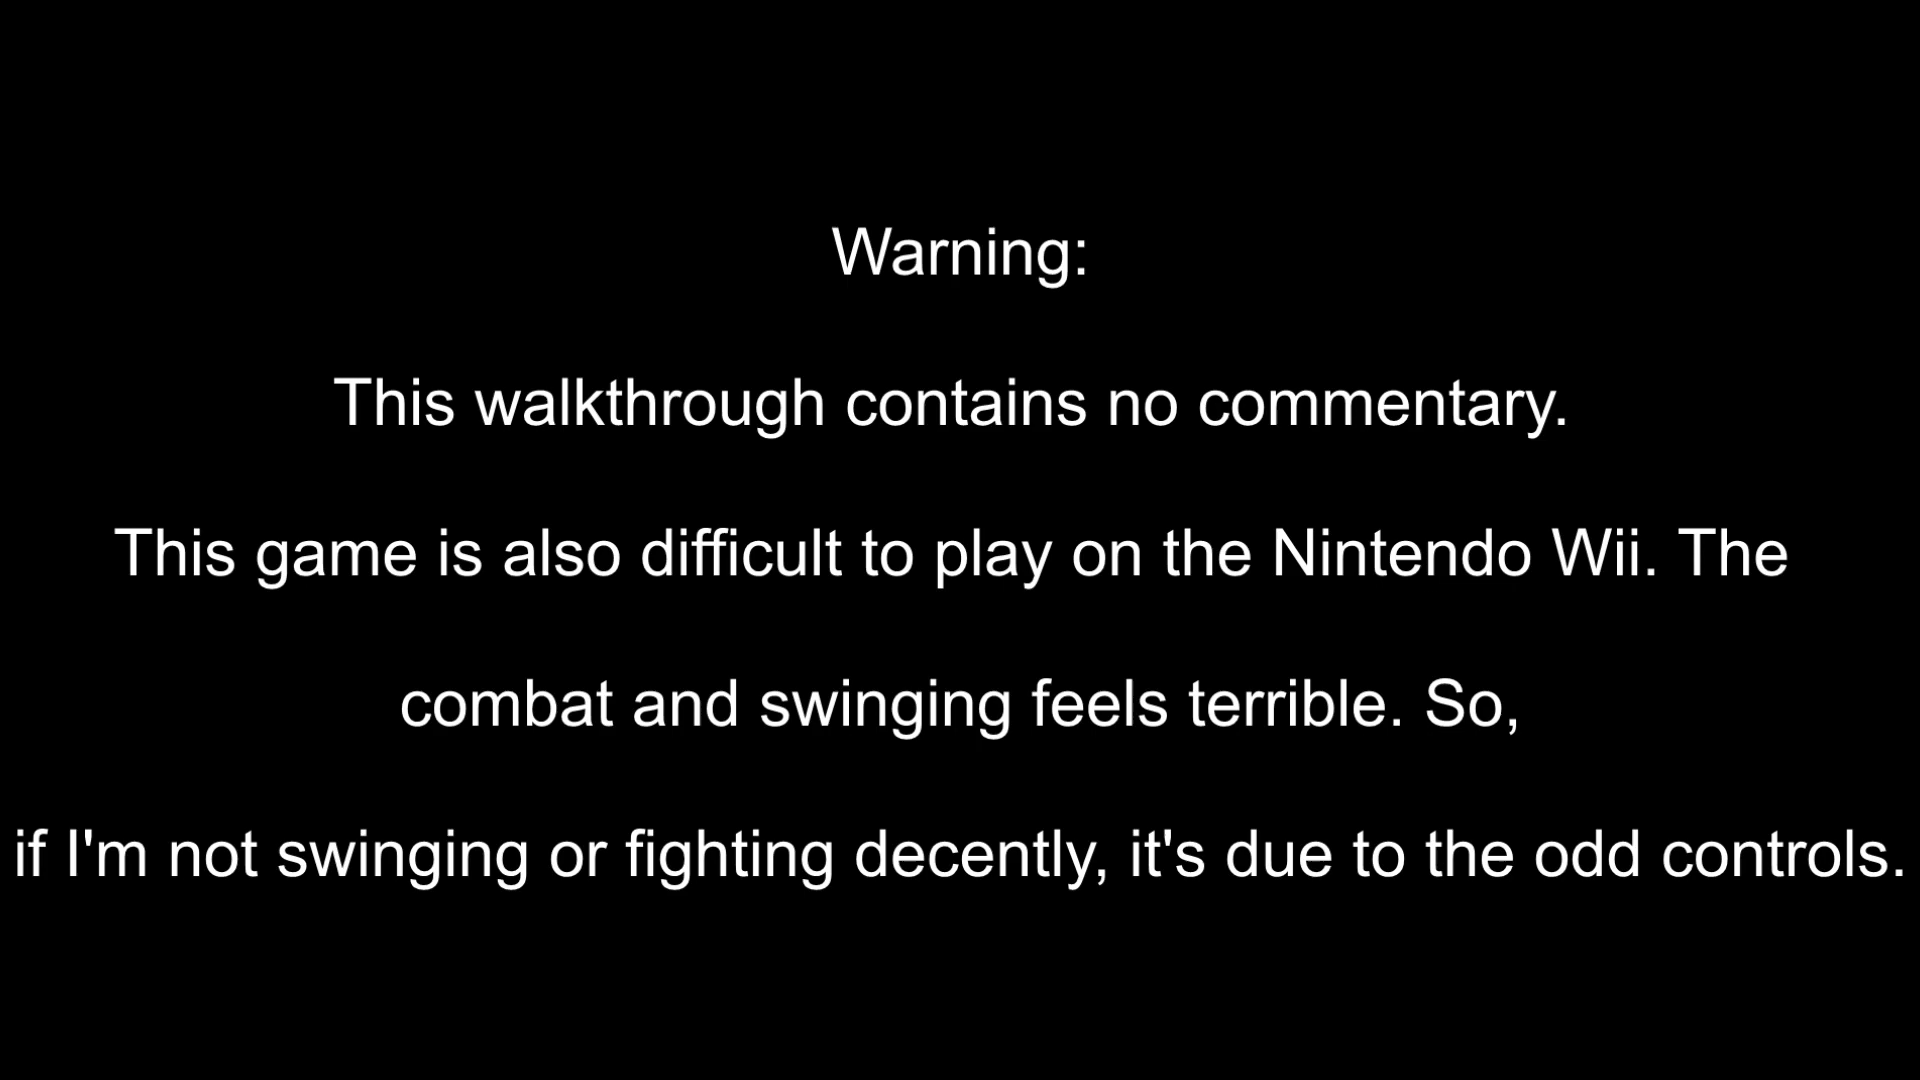 Warning:
This walkthrough contains no commentary.
This game is also difficult to play on the Nintendo Wii. The
combat and swinging feels terrible. So,
if I'm not swinging or fighting decently, it's due to the odd controls.